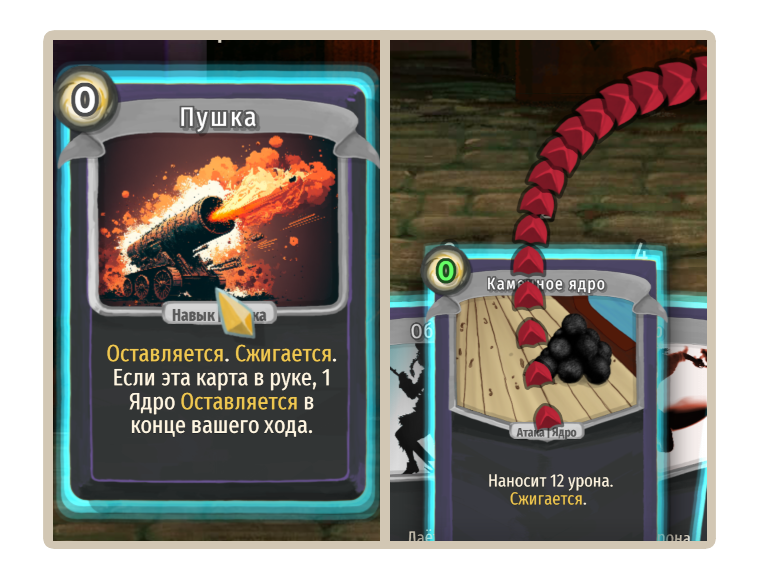 0
Пушка
Навык
Оставляется. Сжигается.
Если эта карта в руке, 1
Ядро Оставляется в
конце вашего хода.
0
ядро
Атака | Ядро
Наносит 12 урона.
Сжигается.